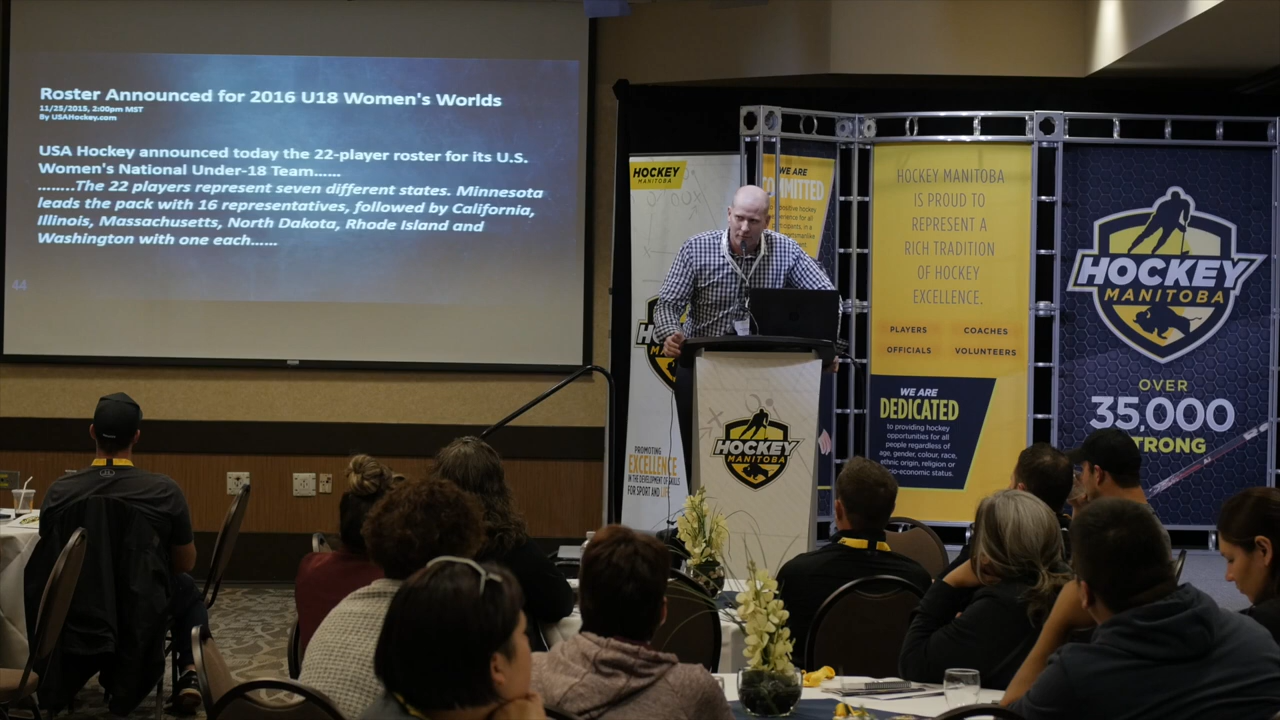 Roster Announced for 2016 U18 Women's Worlds
11/25/2015, 2:00pm MST
By USAHockey.com
USA Hockey announced today the 22-player roster for its U.S.
Women's National Under-18 Team......
........The 22 players represent seven different states. Minnesota
leads the pack with 16 representatives, followed by California,
Illinois, Massachusetts, North Dakota, Rhode Island and
Washington with one each......
44
HOCKEY
MANITOBA
PROMOTING
EXCELLENCE
IN THE DEVELOPMENT OF SKILLS
FOR SPORT AND LIFE
WE ARE
HOCKEY
MANITOBA
HOCKEY MANITOBA
IS PROUD TO
REPRESENT A
RICH TRADITION
OF HOCKEY
EXCELLENCE.
PLAYERS COACHES
OFFICIALS VOLUNTEERS
WE ARE
DEDICATED
to providing hockey
opportunities for all
people regardless of
age, gender, colour, race,
ethnic origin, religion or
socio-economic status.
HOCKEY
MANITOBA
OVER
35,000
STRONG